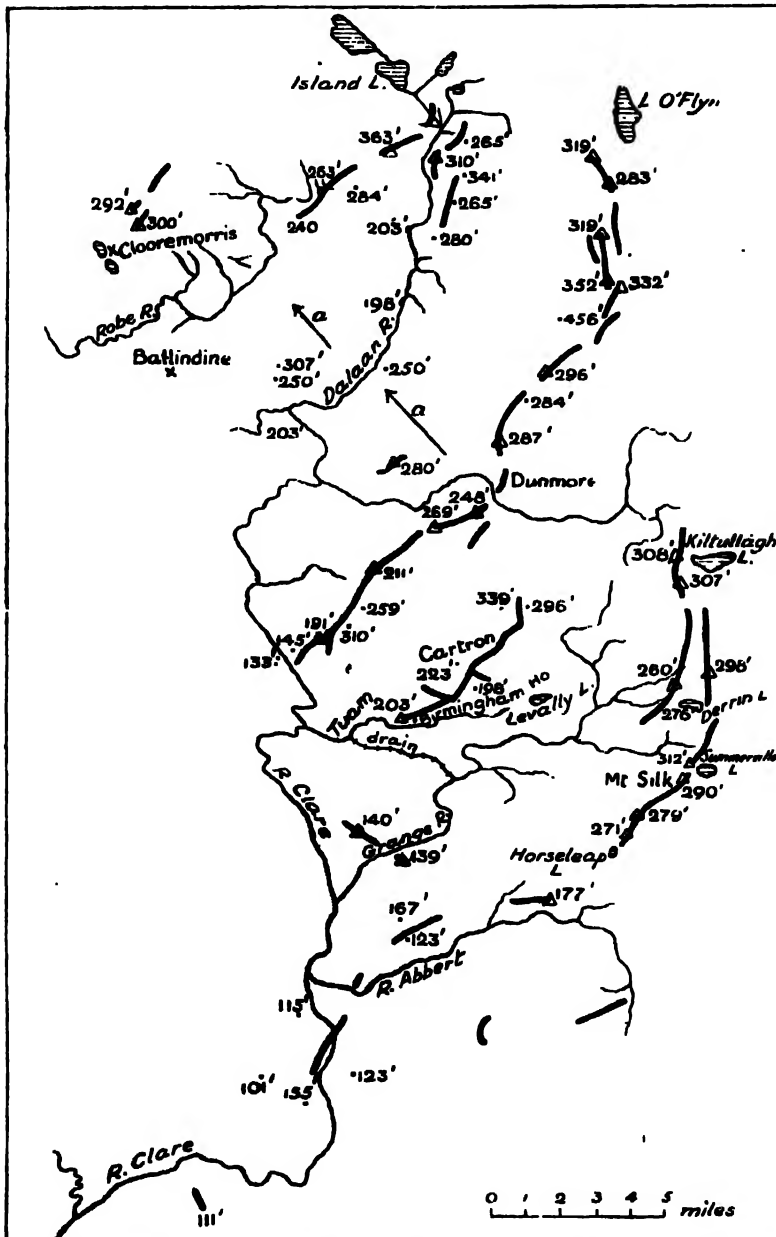 Island L.
L O'Flyn
363'
265'
310'
319'
283'
341'
263'
284'
265'
292'
300'
240
203'
280'
319'
Clooremorris
352'
332'
198'
a
456'
Robe R.
Ballindine
307'
250'
Dalaan R.
250'
296'
284'
a
203'
287'
280'
Dunmore
248'
269'
308'
Kiltullagh
L.
307'
211'
259'
339'
296'
191'
310'
145'
133'
Cartron
223'
198'
260'
298'
203'
Birmingham Ho
Levally L.
276'
Derrin L
Tuam
drain
312'
Mt Silk
290'
R. Clare
140'
279'
271'
Grange R.
139'
Horseleap
L
177'
167'
123'
R. Abbert
115'
101'
155'
123'
R. Clare
111'
0 1 2 3 4 5 miles